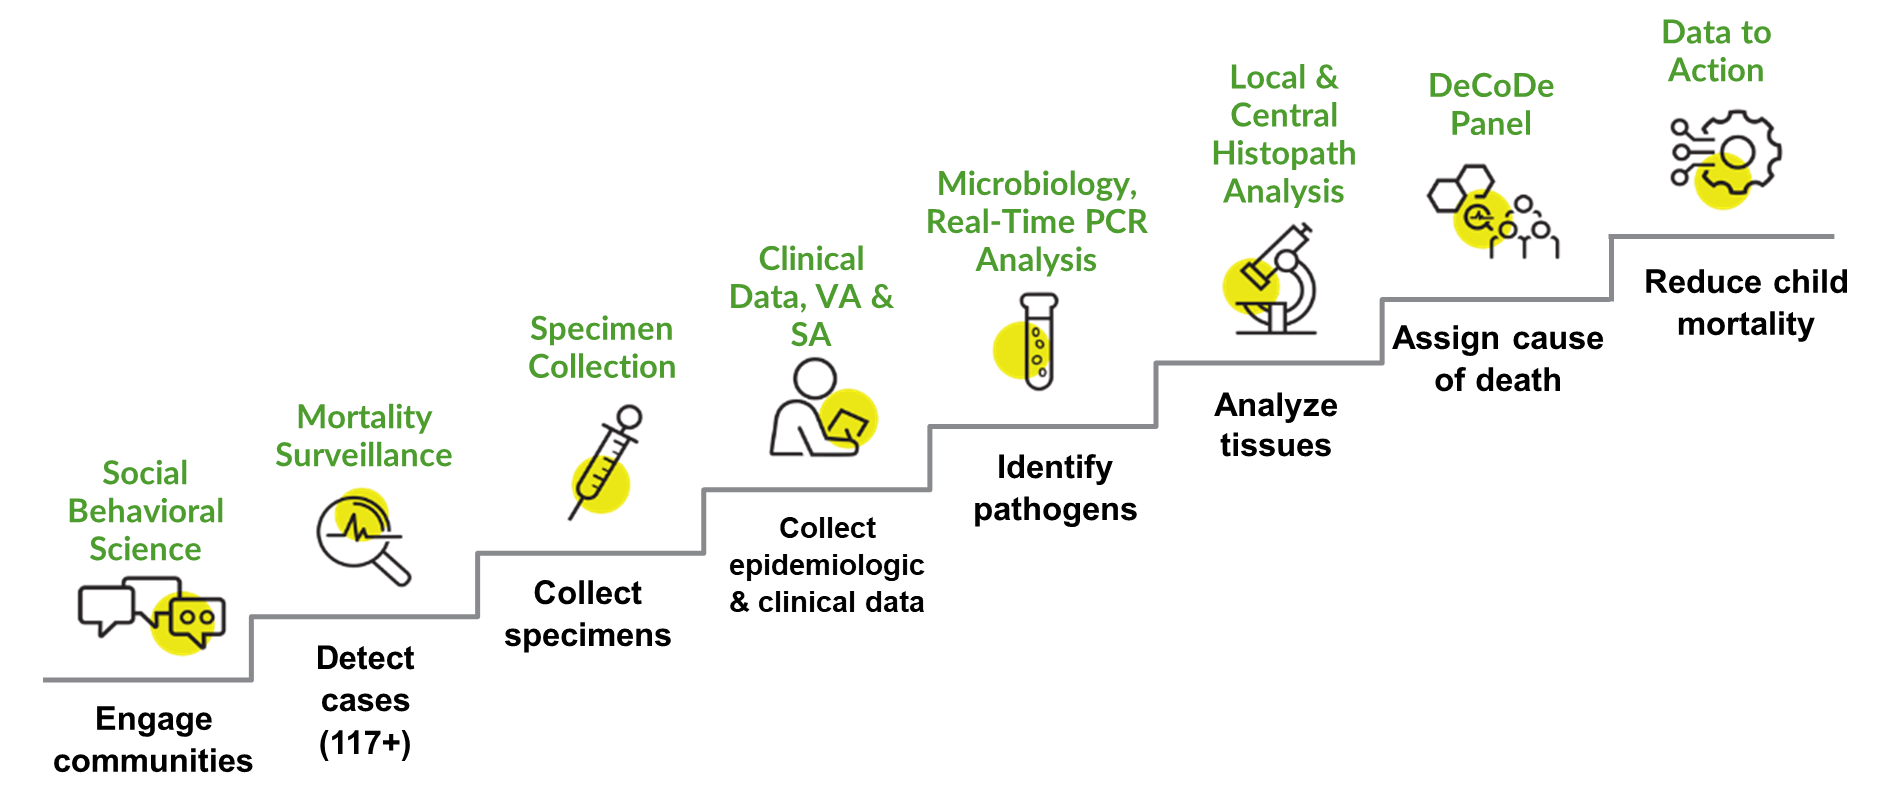 Social
Behavioral
Science
Engage
communities
Mortality
Surveillance
Detect
cases
(117+)
Specimen
Collection
Collect
specimens
Clinical
Data, VA &
SA
Collect
epidemiologic
& clinical data
Microbiology,
Real-Time PCR
Analysis
Identify
pathogens
Local &
Central
Histopath
Analysis
Analyze
tissues
DeCoDe
Panel
Assign cause
of death
Data to
Action
Reduce child
mortality